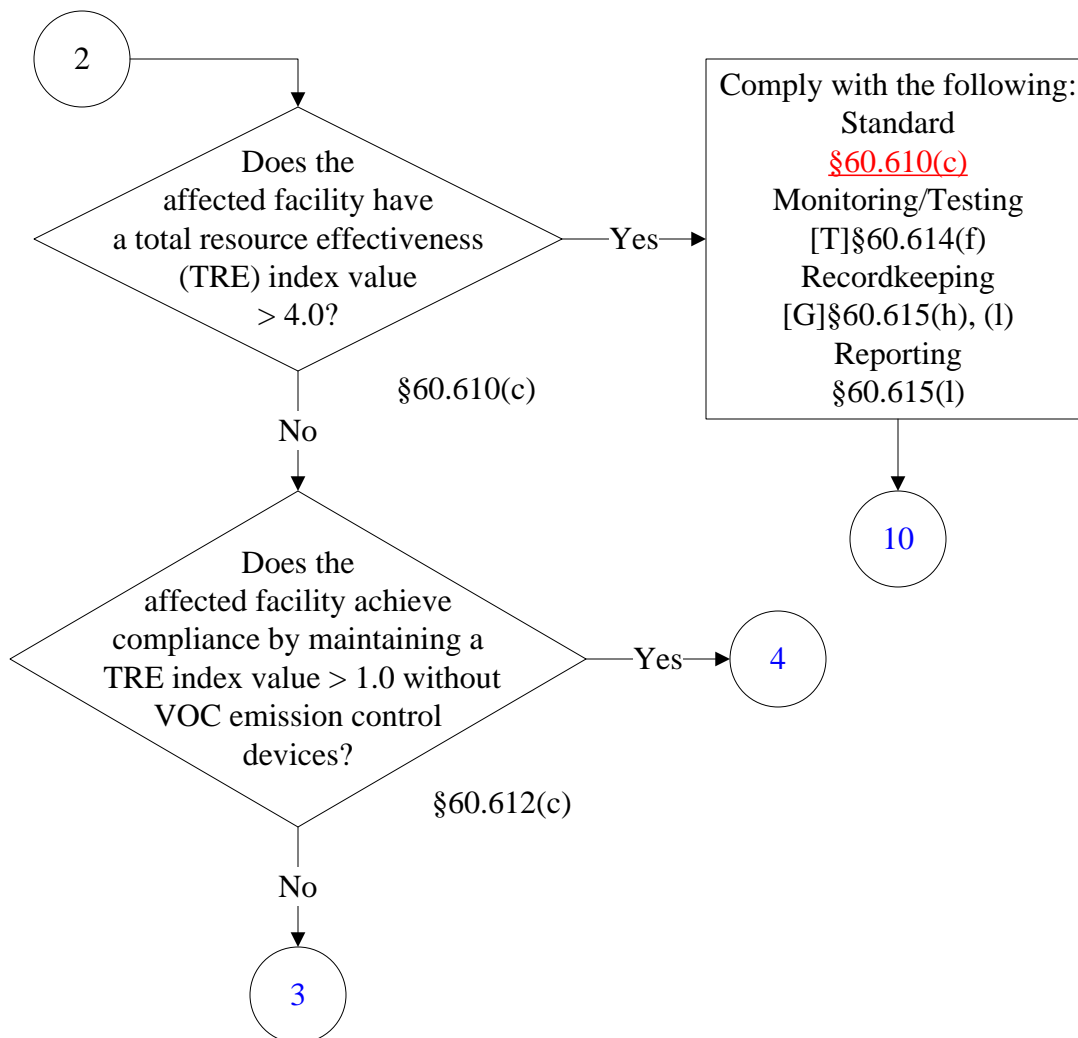 2
Does the
affected facility have
a total resource effectiveness
(TRE) index value
> 4.0?
Yes
Comply with the following:
Standard
§60.610(c)
Monitoring/Testing
[T]§60.614(f)
Recordkeeping
[G]§60.615(h), (l)
Reporting
§60.615(l)
§60.610(c)
No
10
Does the
affected facility achieve
compliance by maintaining a
TRE index value > 1.0 without
VOC emission control
devices?
Yes
4
§60.612(c)
No
3